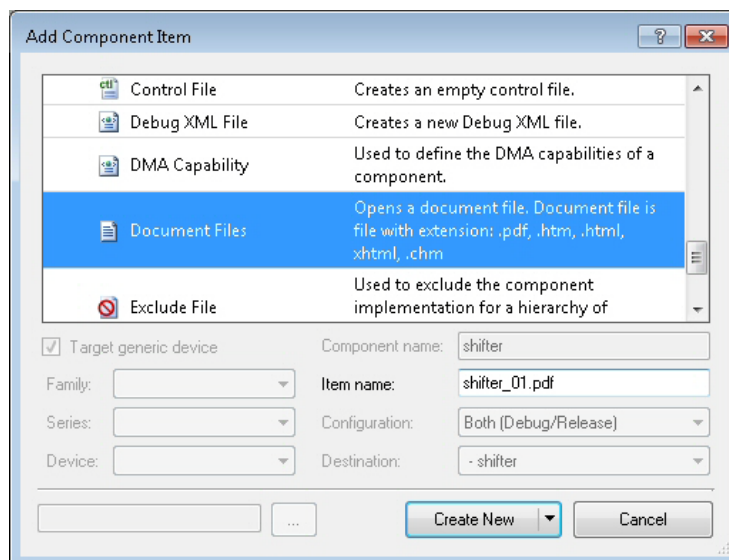 Add Component Item
ctl
Control File Creates an empty control file.
Debug XML File Creates a new Debug XML file.
DMA Capability Used to define the DMA capabilities of a
component.
Document Files Opens a document file. Document file is
file with extension: .pdf, .htm, .html,
xhtml, .chm
Exclude File Used to exclude the component
implementation for a hierarchy of
Target generic device Component name: shifter
Family: Item name: shifter_01.pdf
Series: Configuration: Both (Debug/Release)
Device: Destination: - shifter
... Create New Cancel